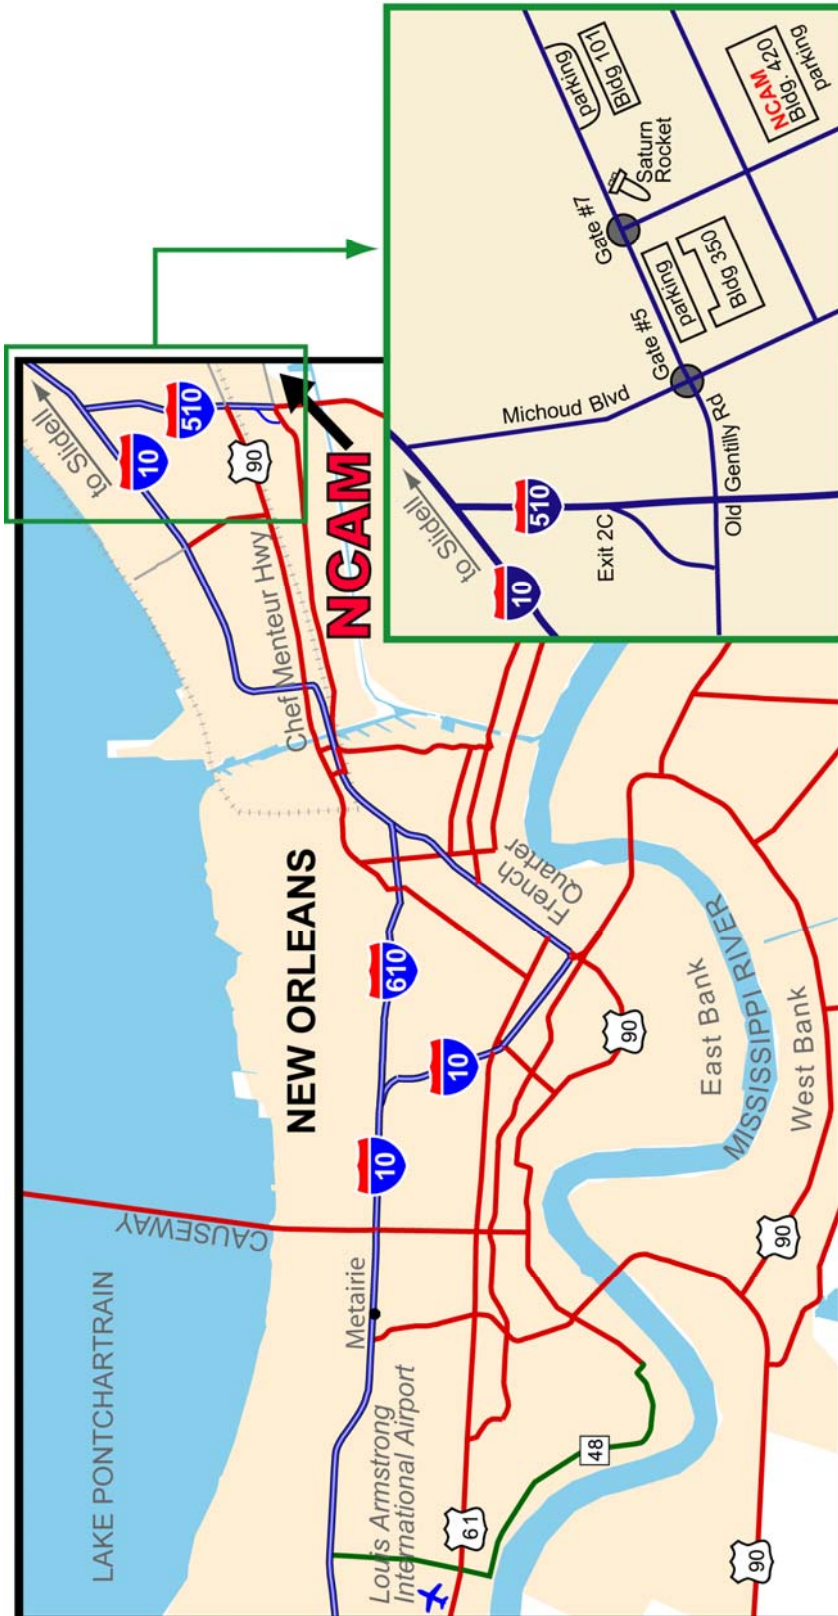 LAKE PONTCHARTRAIN
CAUSEWAY
NEW ORLEANS
Louis Armstrong
International Airport
Metairie
10
610
10
61
48
90
90
90
East Bank
MISSISSIPPI RIVER
West Bank
French
Quarter
Chef Menteur Hwy
to Slidell
10
510
90
NCAM
to Slidell
10
510
Exit 2C
Michoud Blvd
Old Gentilly Rd
Gate #5
Gate #7
parking
Bldg 350
Saturn
Rocket
parking
Bldg 101
NCAM
Bldg. 420
parking